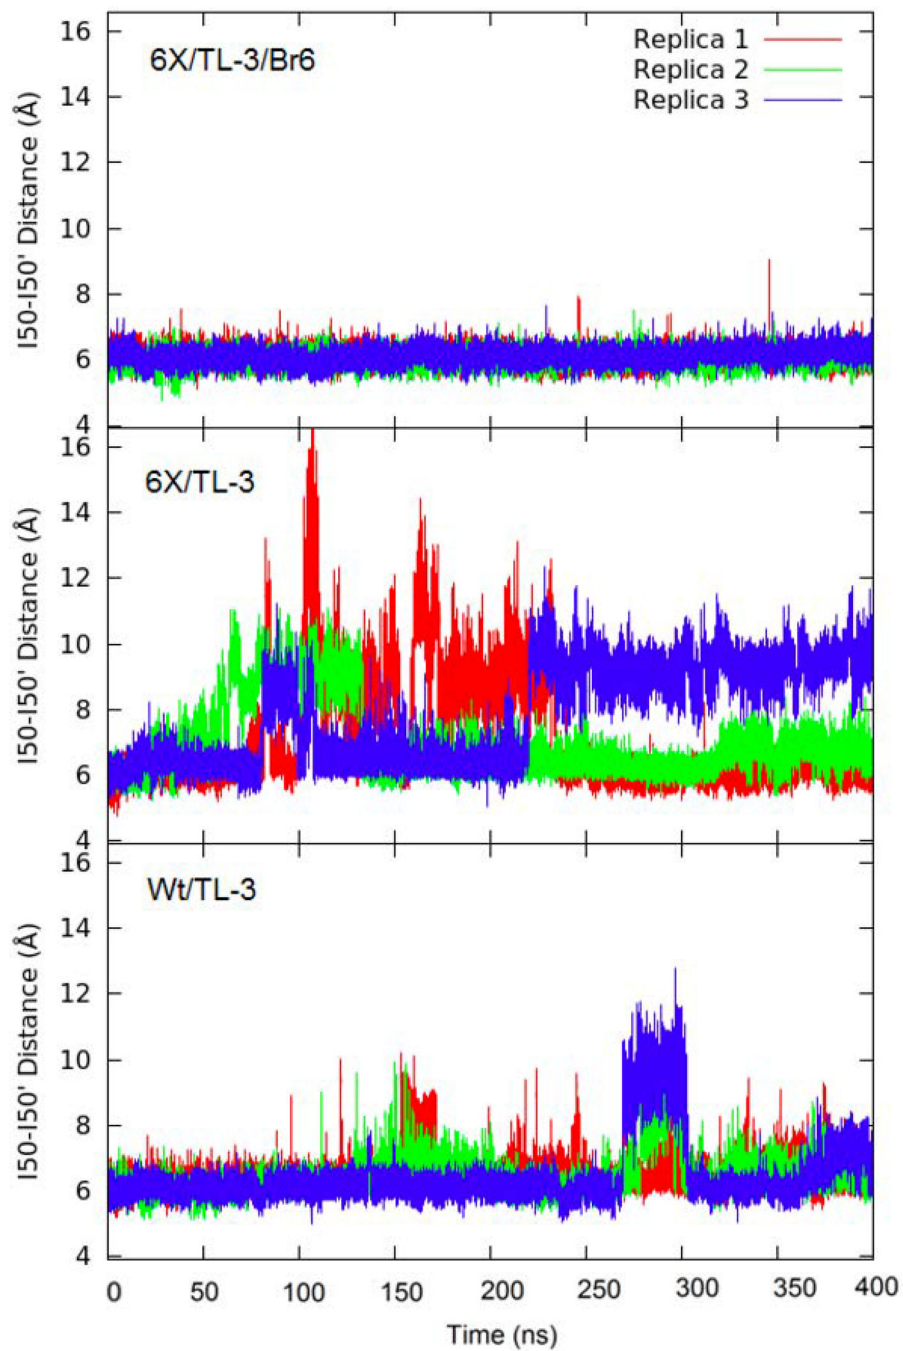 6X/TL-3/Br6
Replica 1
Replica 2
Replica 3
I50-I50' Distance (Å)
16
14
12
10
8
6
4
6X/TL-3
I50-I50' Distance (Å)
16
14
12
10
8
6
4
Wt/TL-3
I50-I50' Distance (Å)
16
14
12
10
8
6
4
0 50 100 150 200 250 300 350 400
Time (ns)